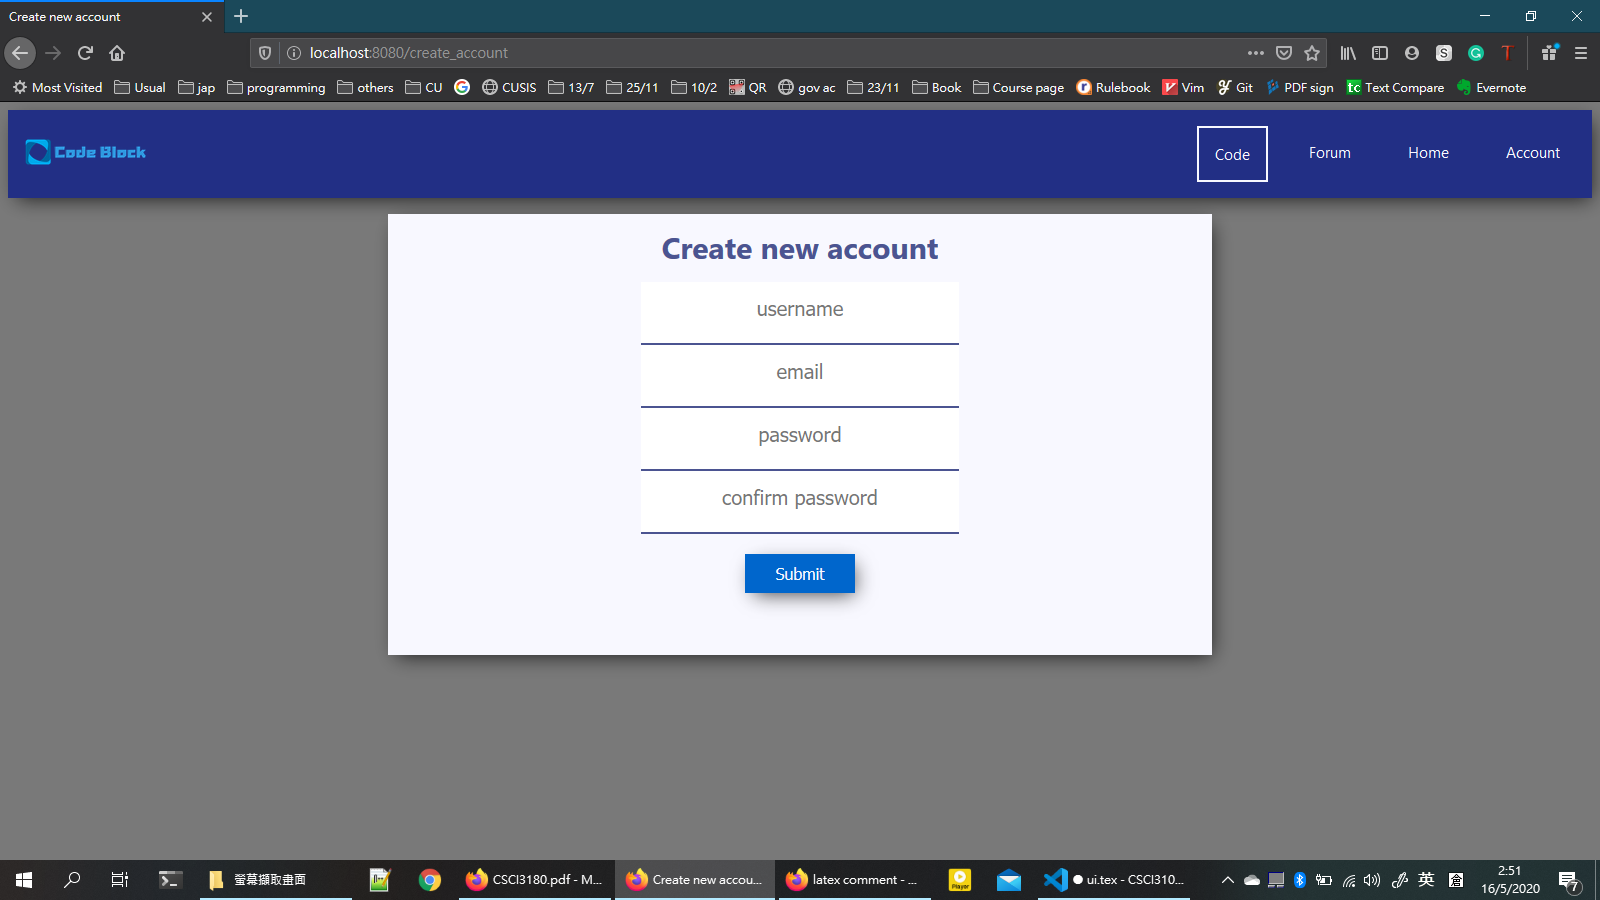 Create new account
localhost:8080/create_account
Most Visited Usual jap programming others CU CUSIS 13/7 25/11 10/2 QR gov ac 23/11 Book Course page Rulebook Vim Git PDF sign Text Compare Evernote
Code Block Code Forum Home Account
Create new account
username
email
password
confirm password
Submit
螢幕擷取畫面 CSCI3180.pdf - M... Create new accou... latex comment - ... ui.tex - CSCI310... 英 2:51
16/5/2020 7